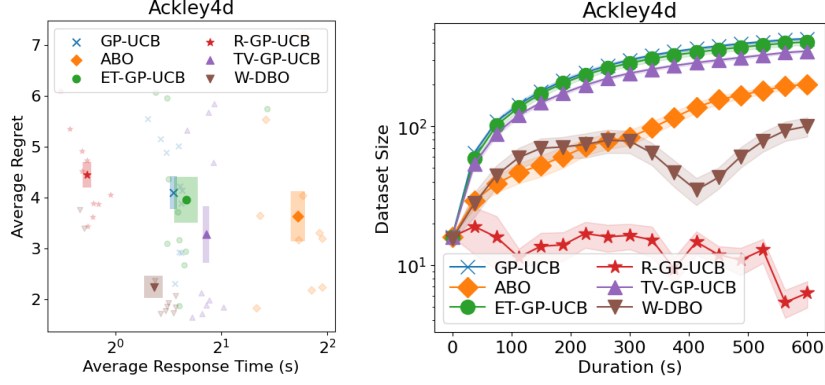 Ackley4d
7
6
5
4
3
2
Average Regret
GP-UCB
ABO
ET-GP-UCB
R-GP-UCB
TV-GP-UCB
W-DBO
2^0
2^1
2^2
Average Response Time (s)
Ackley4d
10^2
10^1
Dataset Size
GP-UCB
ABO
ET-GP-UCB
R-GP-UCB
TV-GP-UCB
W-DBO
0 100 200 300 400 500 600
Duration (s)